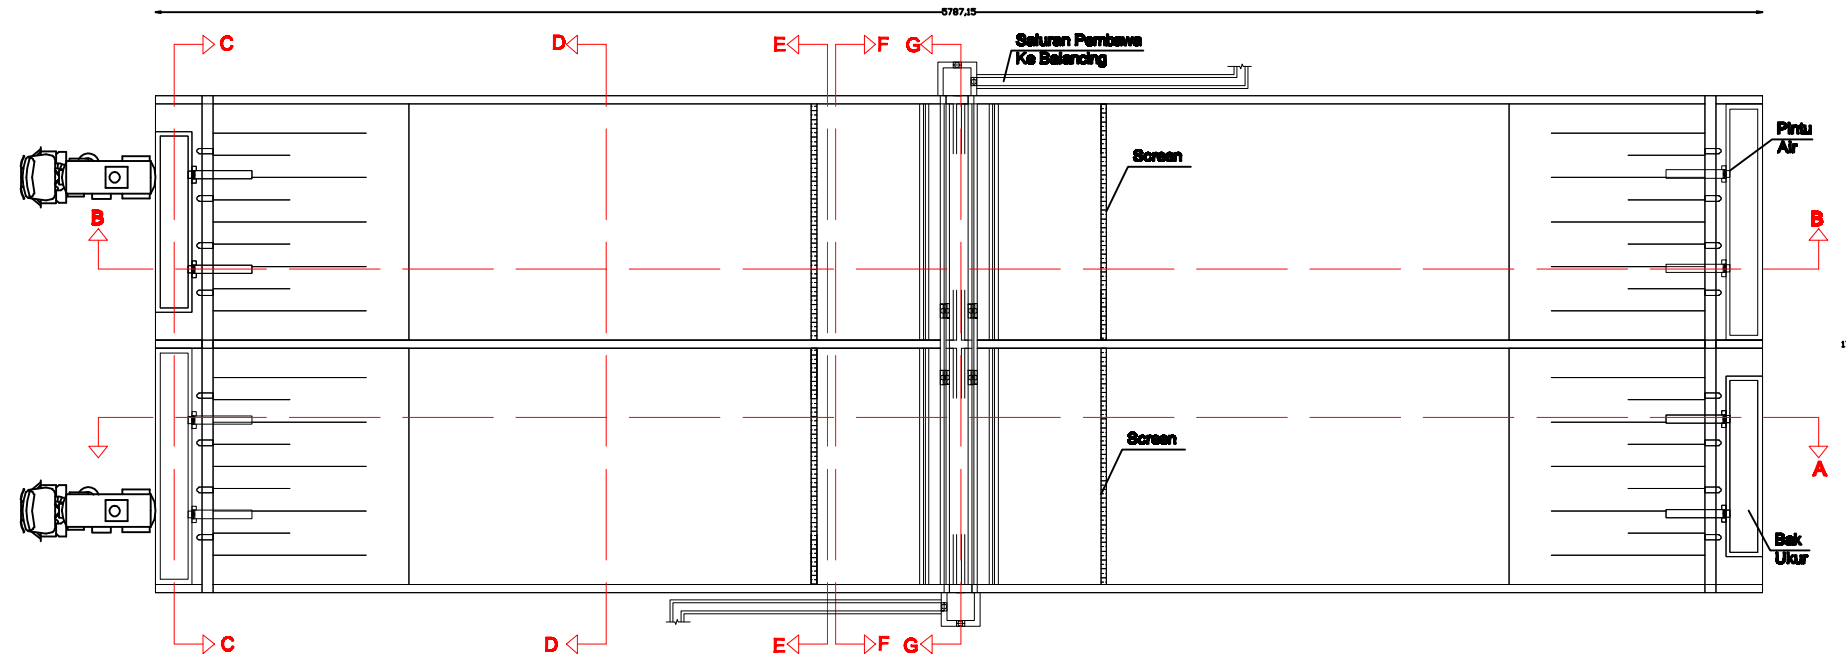 5787,15
C
D
E
F
G
Saluran Pembawa
Ke Balancing
Pintu
Air
Screen
B
B
Screen
A
Bak
Ukur
C
D
E
F
G